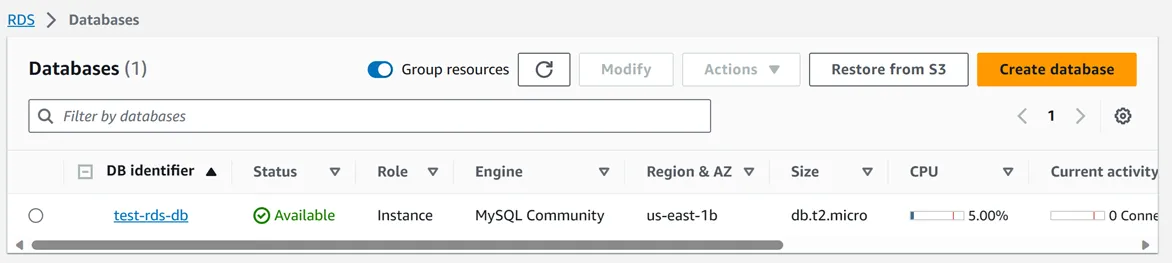 RDS > Databases
Databases (1) Group resources Modify Actions Restore from S3 Create database
Filter by databases 1
DB identifier Status Role Engine Region & AZ Size CPU Current activity
test-rds-db Available Instance MySQL Community us-east-1b db.t2.micro 5.00% 0 Conne